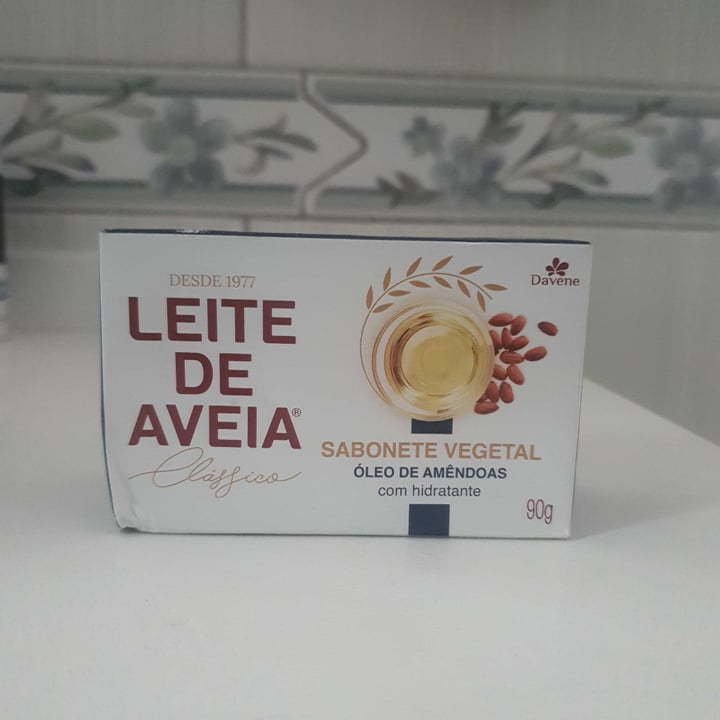 DESDE 1977
LEITE
DE
AVEIA®
Clássico
Davene
SABONETE VEGETAL
ÓLEO DE AMÊNDOAS
com hidratante
90g